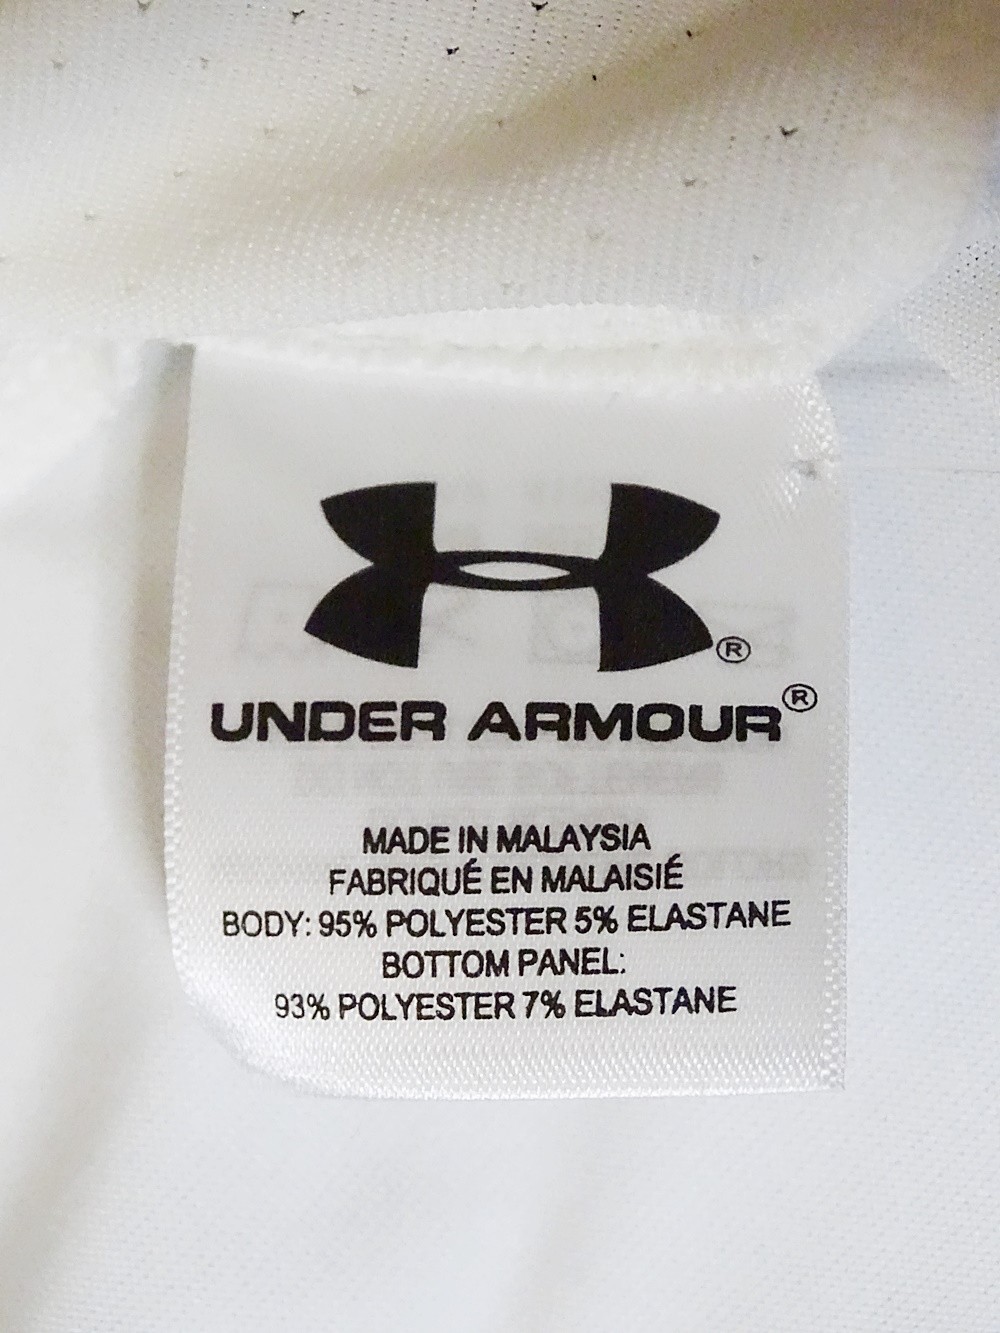 ®
UNDER ARMOUR®
MADE IN MALAYSIA
FABRIQUÉ EN MALAISIÉ
BODY: 95% POLYESTER 5% ELASTANE
BOTTOM PANEL:
93% POLYESTER 7% ELASTANE